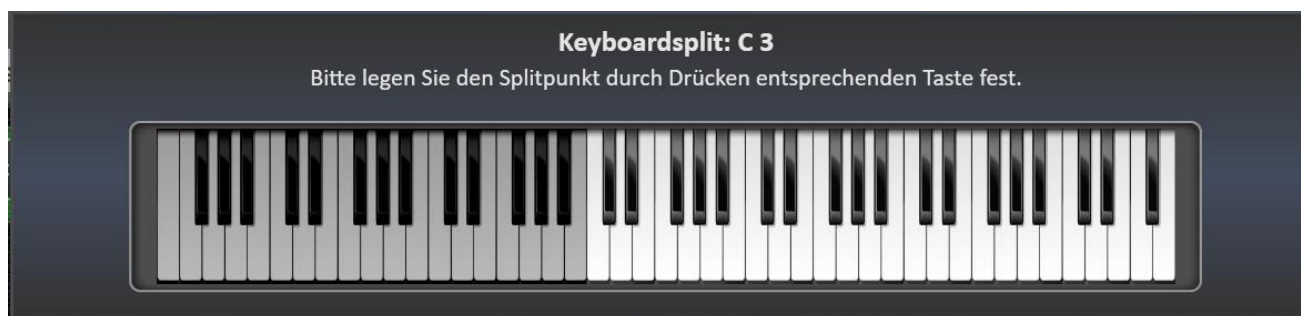 Keyboardsplit: C 3
Bitte legen Sie den Splitpunkt durch Drücken entsprechenden Taste fest.